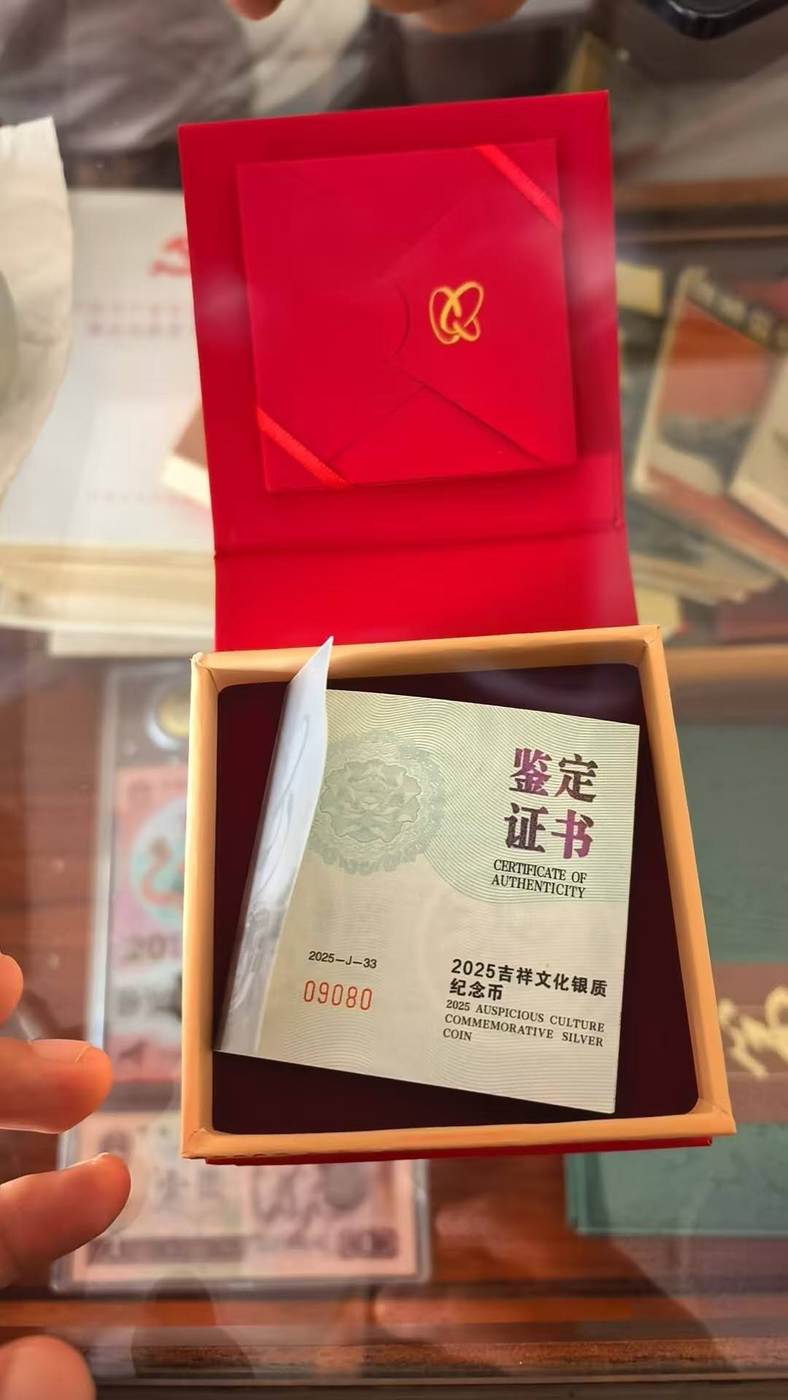 鉴定
证书
CERTIFICATE OF
AUTHENTICITY
2025-J-33
09080
2025吉祥文化银质
纪念币
2025 AUSPICIOUS CULTURE
COMMEMORATIVE SILVER
COIN